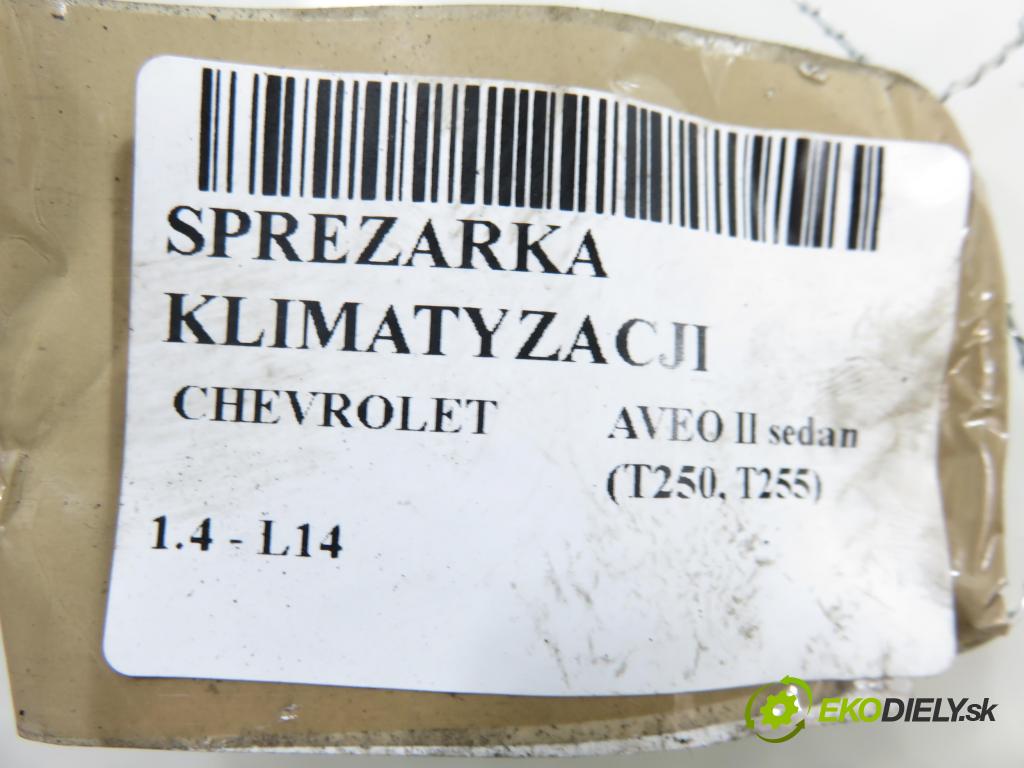 SPREZARKA
KLIMATYZACJI
CHEVROLET
AVEO II sedan
(T250, T255)
1.4 - L14
EKODIELY.sk